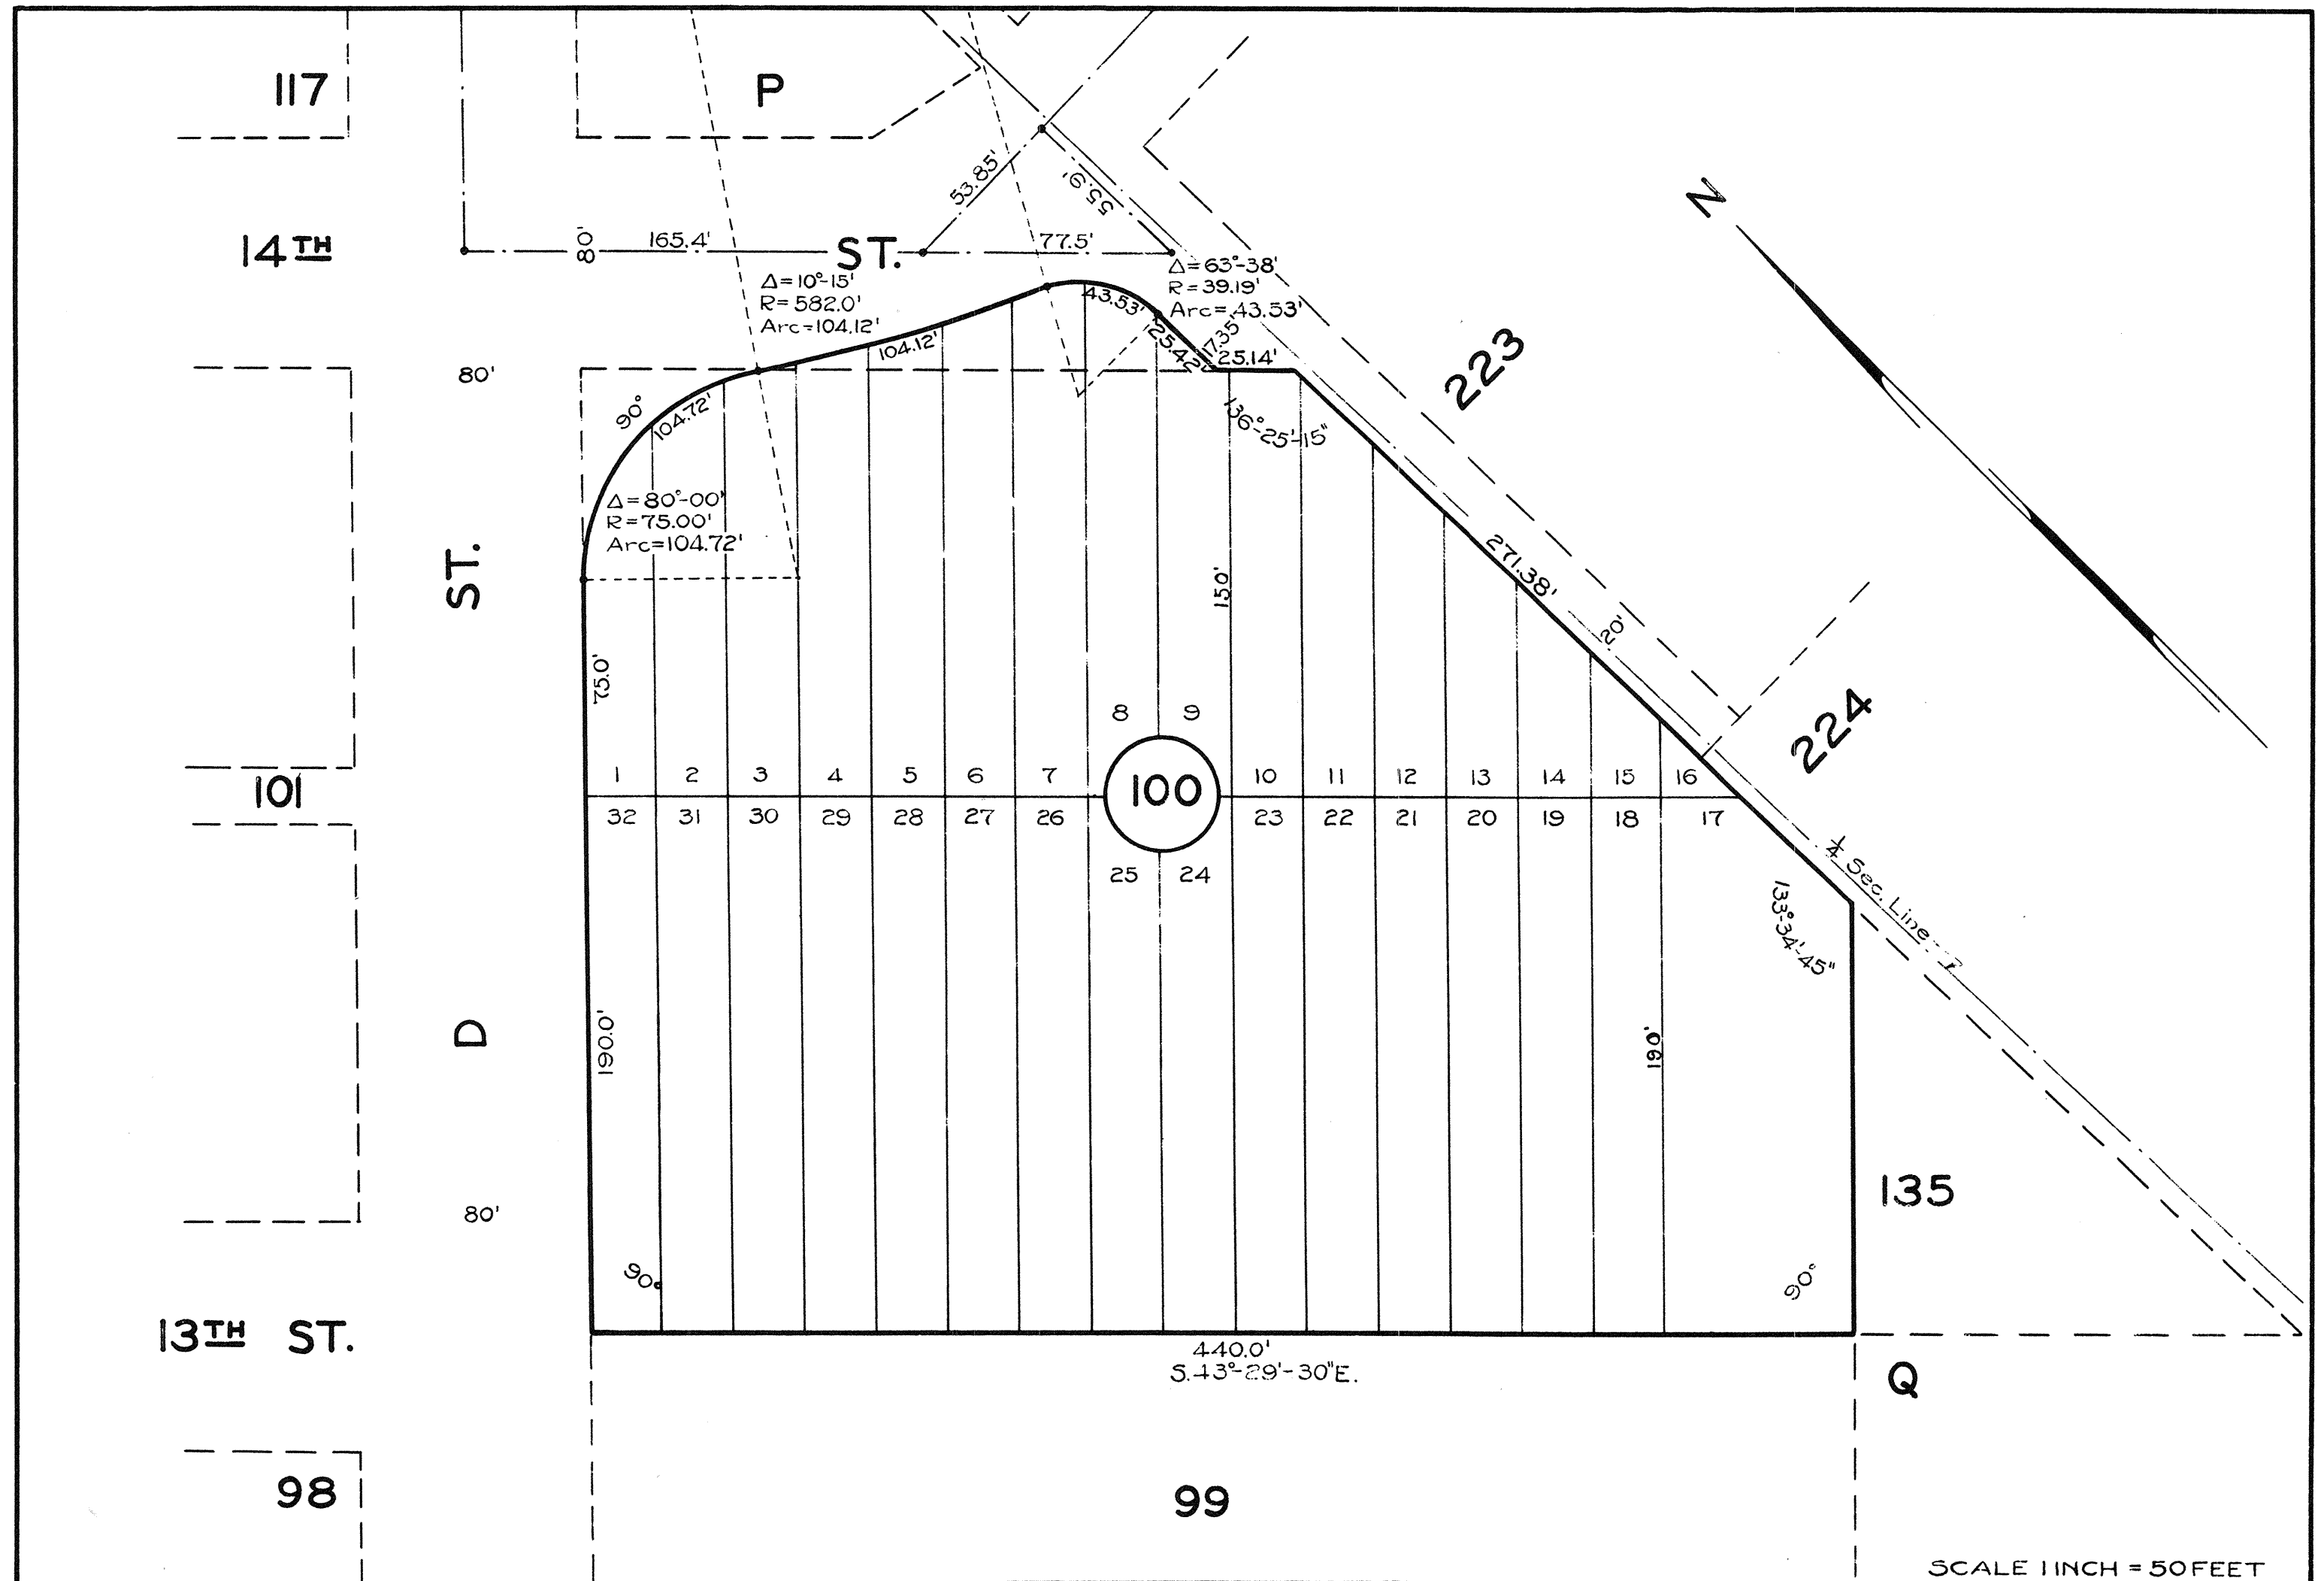 117
P
N
14TH
80'
165.4'
ST.
77.5'
53.85'
55.9'
Δ=10°-15'
R=582.0'
Arc=104.12'
Δ=63°-38'
R=39.19'
Arc=43.53'
43.53'
25.42'
17.35'
25.14'
104.12'
80'
90°
104.72'
136°-25'-15"
223
Δ=80°-00'
R=75.00'
Arc=104.72'
ST.
150'
271.38'
20'
75.0'
224
8 9
1 2 3 4 5 6 7 100 10 11 12 13 14 15 16
101
32 31 30 29 28 27 26 23 22 21 20 19 18 17
25 24
1/4 Sec. Line
133°-34'-45"
D
190.0'
190'
135
80'
90°
90°
13TH ST.
440.0'
S.43°-29'-30"E.
Q
98
99
SCALE 1 INCH = 50 FEET